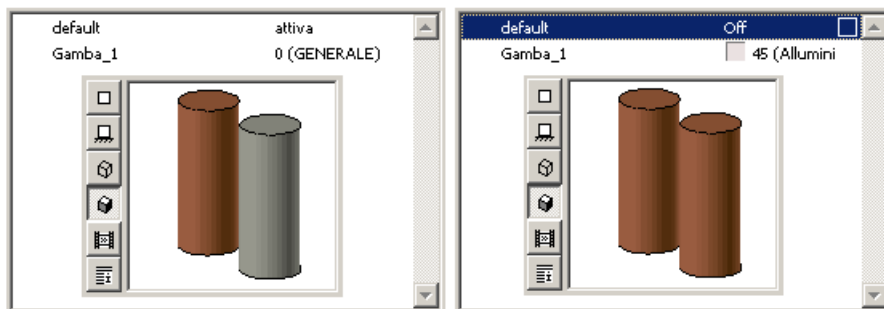 default attiva
Gamba_1 0 (GENERALE)
default Off
Gamba_1 45 (Allumini